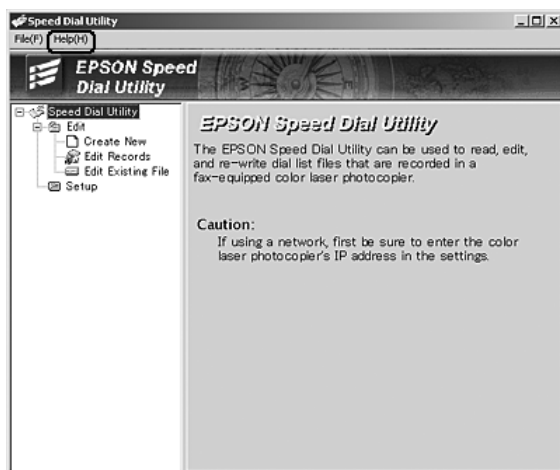 Speed Dial Utility
File(F) Help(H)
EPSON Speed
Dial Utility
Speed Dial Utility
Edit
Create New
Edit Records
Edit Existing File
Setup
EPSON Speed Dial Utility
The EPSON Speed Dial Utility can be used to read, edit,
and re-write dial list files that are recorded in a
fax-equipped color laser photocopier.
Caution:
If using a network, first be sure to enter the color
laser photocopier's IP address in the settings.